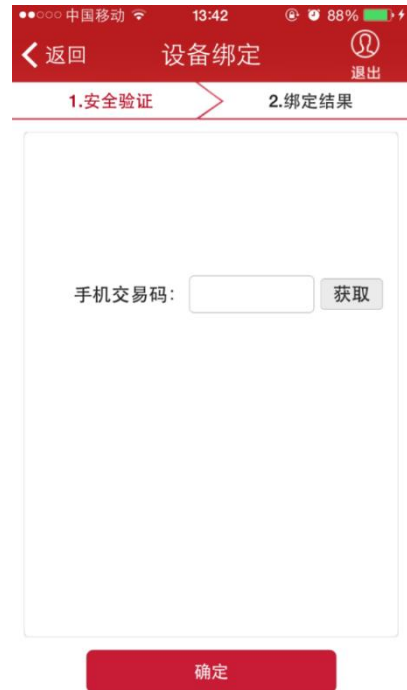 中国移动 13:42 88%
返回 设备绑定 退出
1.安全验证 2.绑定结果
手机交易码： 获取
确定